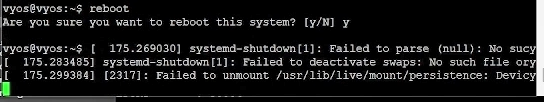 vyos@vyos:~$ reboot
Are you sure you want to reboot this system? [y/N] y
vyos@vyos:~$ [  175.269030] systemd-shutdown[1]: Failed to parse (null): No sucy
[  175.283485] systemd-shutdown[1]: Failed to deactivate swaps: No such file ory
[  175.299384] [2317]: Failed to unmount /usr/lib/live/mount/persistence: Devicy